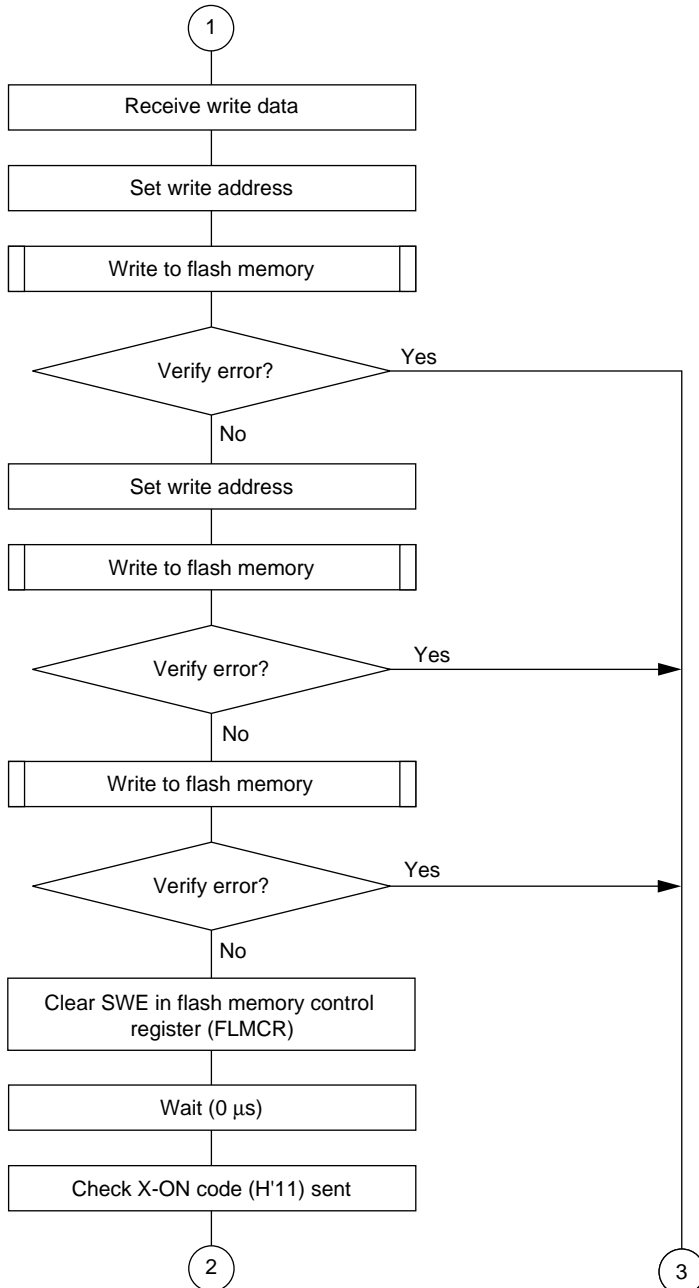 1
Receive write data
Set write address
Write to flash memory
Verify error?
Yes
No
Set write address
Write to flash memory
Verify error?
Yes
No
Write to flash memory
Verify error?
Yes
No
Clear SWE in flash memory control
register (FLMCR)
Wait (0 μs)
Check X-ON code (H'11) sent
2
3